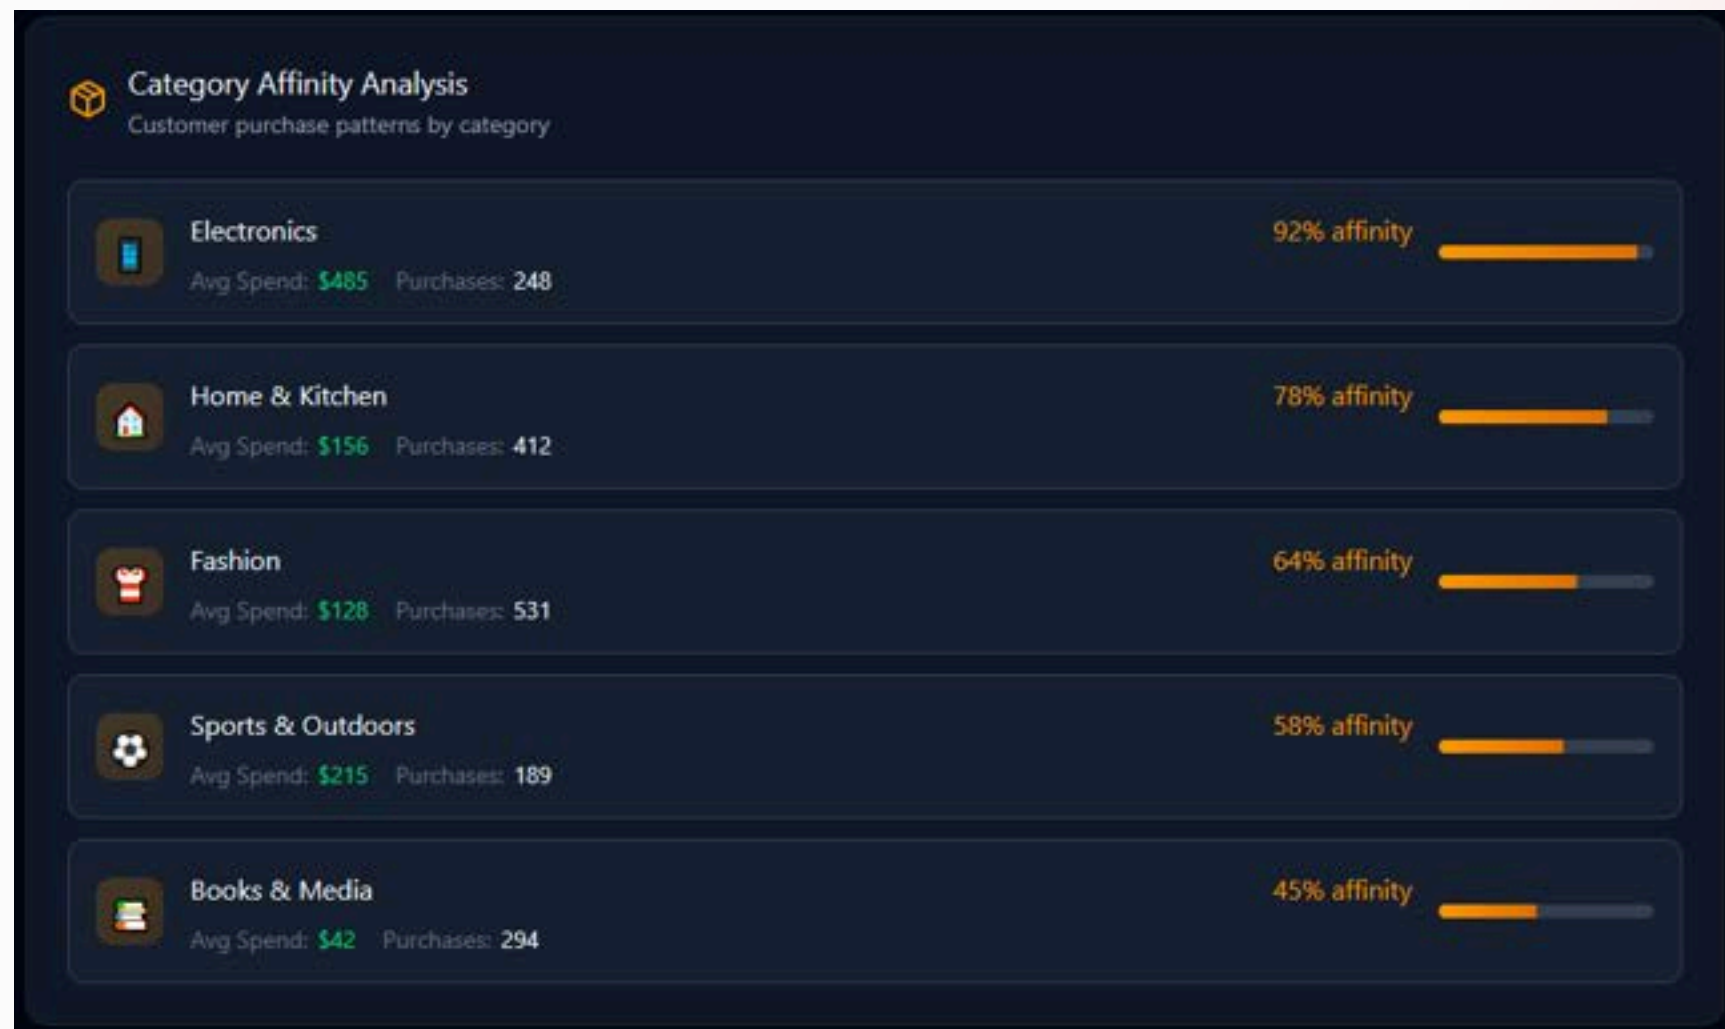 Category Affinity Analysis
Customer purchase patterns by category
Electronics
92% affinity
Avg Spend: $485 Purchases: 248
Home & Kitchen
78% affinity
Avg Spend: $156 Purchases: 412
Fashion
64% affinity
Avg Spend: $128 Purchases: 531
Sports & Outdoors
58% affinity
Avg Spend: $215 Purchases: 189
Books & Media
45% affinity
Avg Spend: $42 Purchases: 294